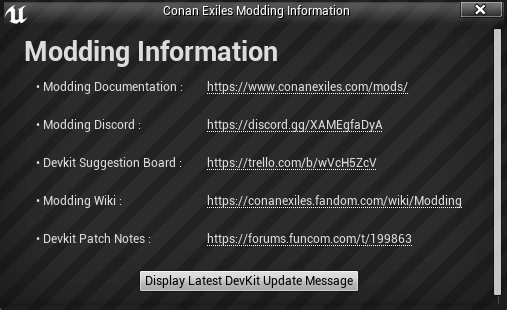 Conan Exiles Modding Information
Modding Information
• Modding Documentation : https://www.conanexiles.com/mods/
• Modding Discord : https://discord.gg/XAMEgfaDyA
• Devkit Suggestion Board : https://trello.com/b/wVcH5ZcV
• Modding Wiki : https://conanexiles.fandom.com/wiki/Modding
• Devkit Patch Notes : https://forums.funcom.com/t/199863
Display Latest DevKit Update Message